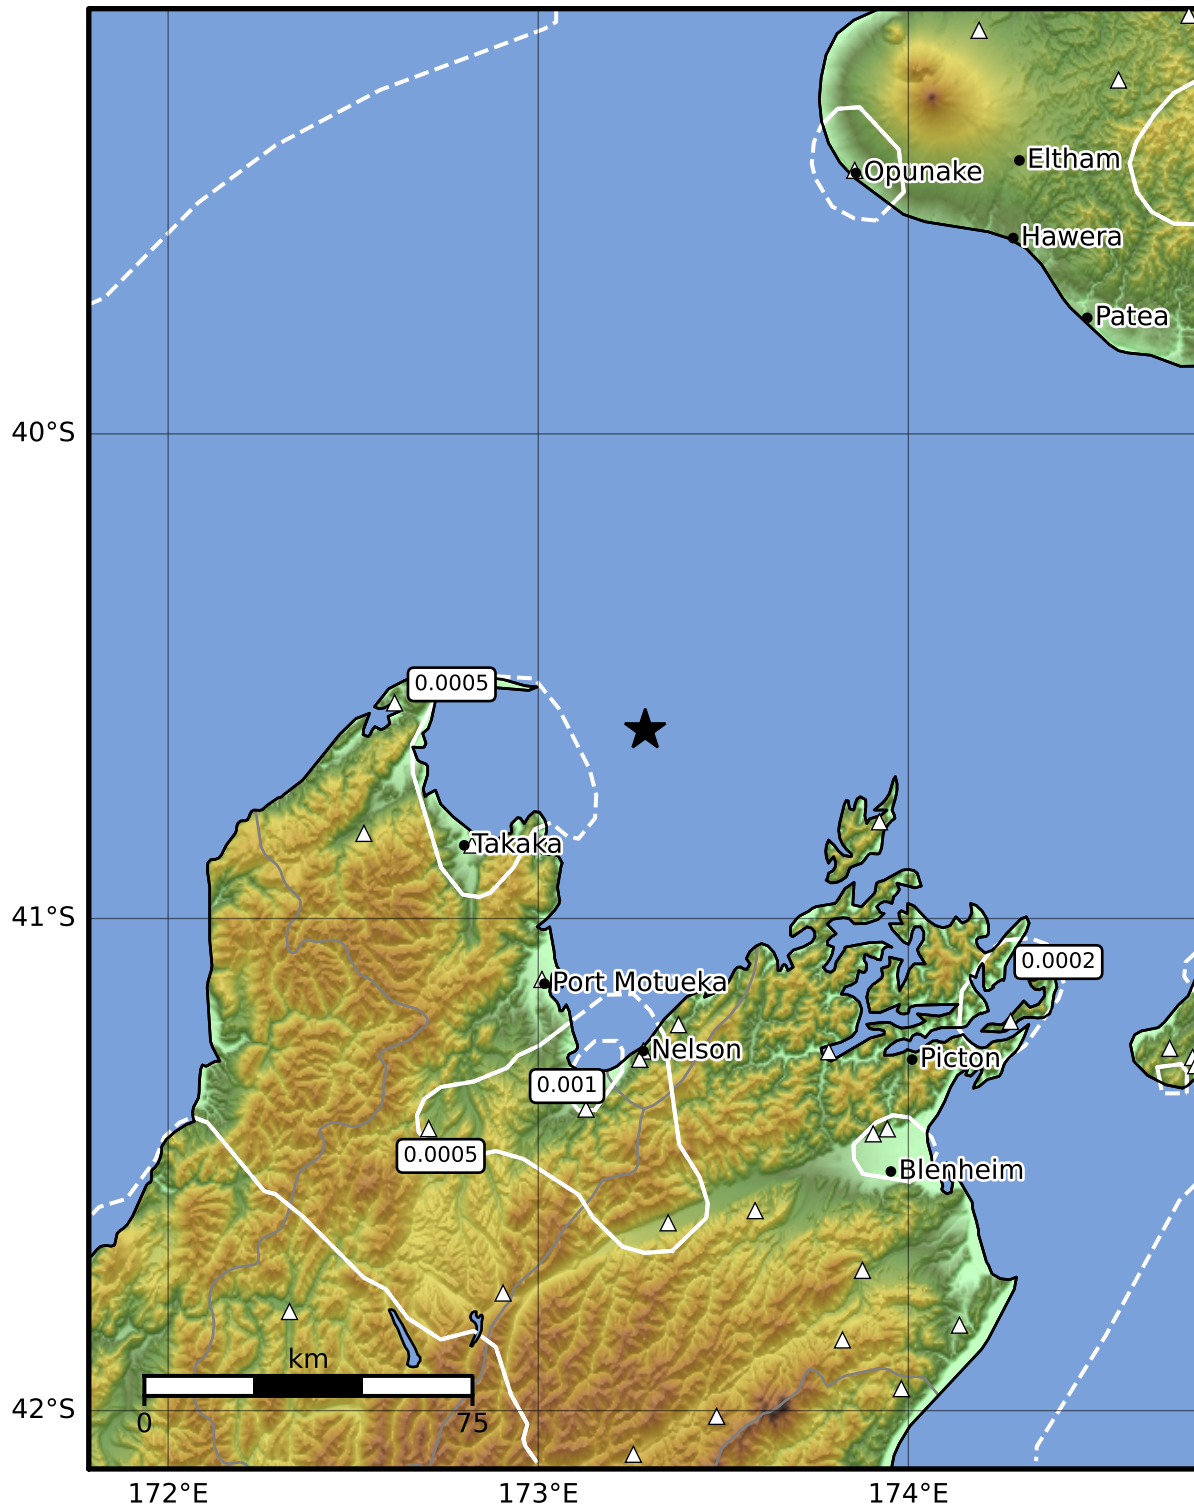 Opunake
Eltham
Hawera
Patea
40°S
0.0005
Takaka
41°S
0.0002
Port Motueka
Nelson
Picton
0.001
0.0005
Blenheim
km
0
75
42°S
172°E
173°E
174°E